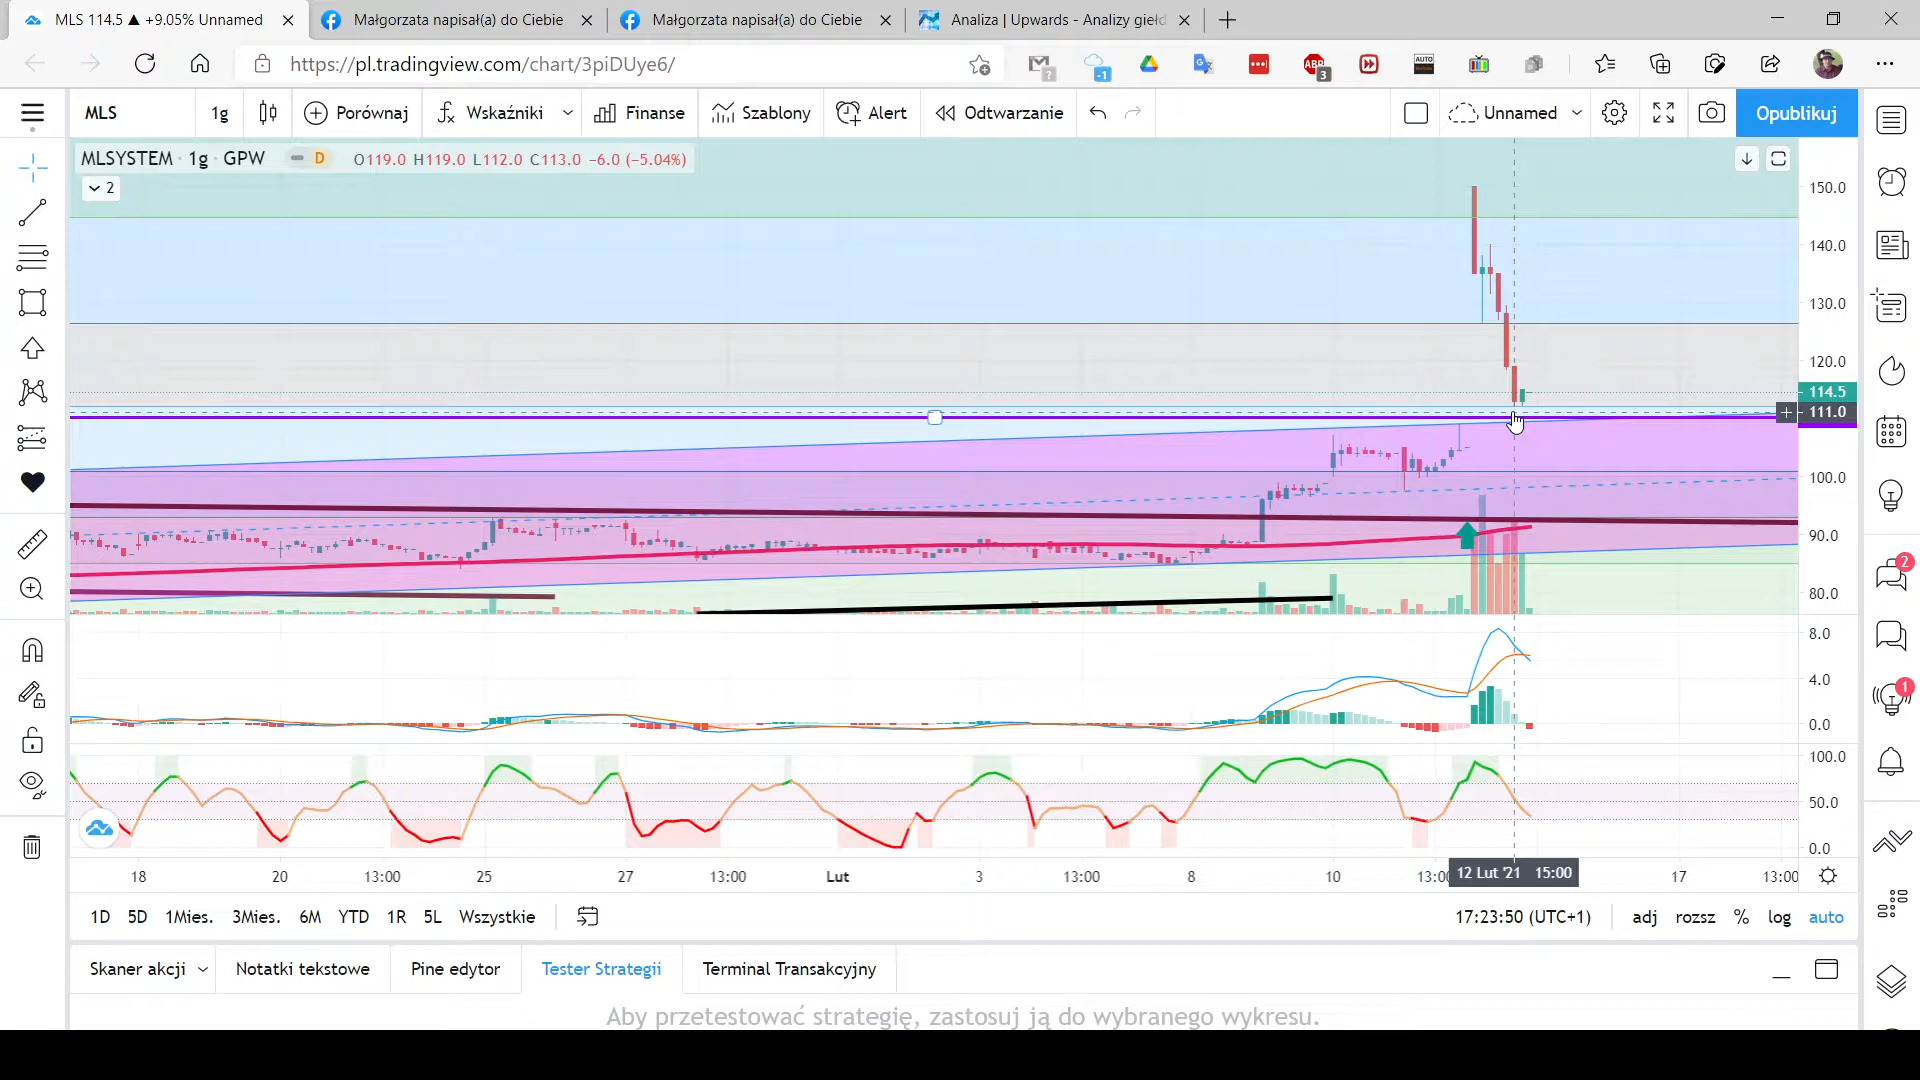 MLS 114.5 ▲ +9.05% Unnamed
Małgorzata napisał(a) do Ciebie
Małgorzata napisał(a) do Ciebie
Analiza | Upwards - Analizy giełd
https://pl.tradingview.com/chart/3piDUye6/
?
-1
ABP
3
AUTO
MLS
1g
Porównaj
Wskaźniki
Finanse
Szablony
Alert
Odtwarzanie
Unnamed
Opublikuj
MLSYSTEM · 1g · GPW
D
O119.0 H119.0 L112.0 C113.0 −6.0 (−5.04%)
2
150.0
140.0
130.0
120.0
114.5
111.0
100.0
90.0
80.0
8.0
4.0
0.0
100.0
50.0
0.0
2
1
18
20
13:00
25
27
13:00
Lut
3
13:00
8
10
13:00
12 Lut '21 15:00
17
13:00
1D
5D
1Mies.
3Mies.
6M
YTD
1R
5L
Wszystkie
17:23:50 (UTC+1)
adj
rozsz
%
log
auto
Skaner akcji
Notatki tekstowe
Pine edytor
Tester Strategii
Terminal Transakcyjny
Aby przetestować strategię, zastosuj ją do wybranego wykresu.